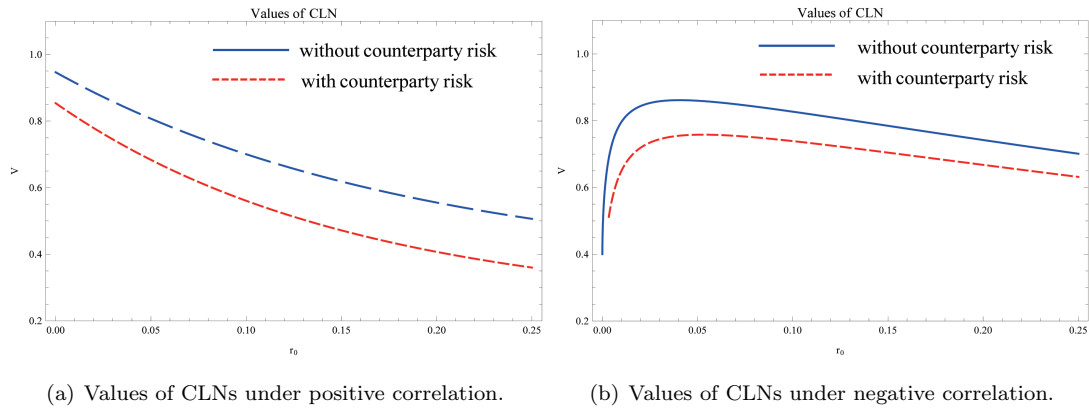 Values of CLN
without counterparty risk
with counterparty risk
1.0
0.8
0.6
0.4
0.2
V
0.00
0.05
0.10
0.15
0.20
0.25
r0
(a) Values of CLNs under positive correlation.
Values of CLN
without counterparty risk
with counterparty risk
1.0
0.8
0.6
0.4
0.2
V
0.00
0.05
0.10
0.15
0.20
0.25
r0
(b) Values of CLNs under negative correlation.